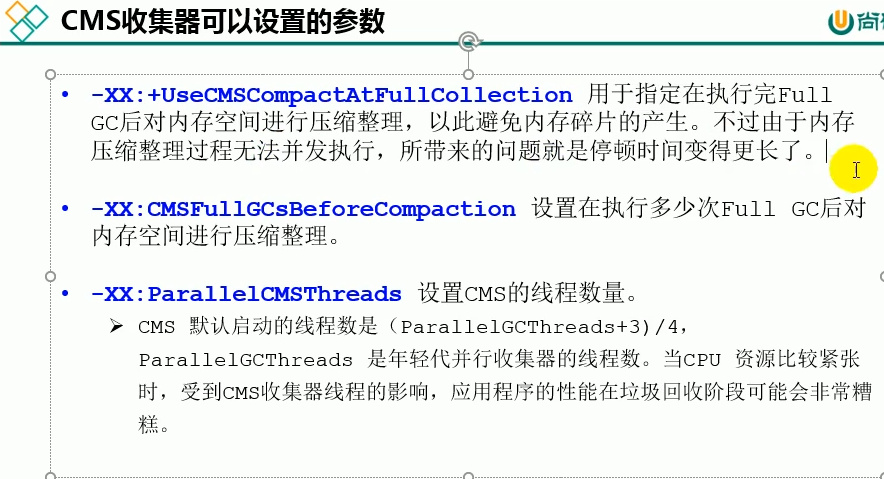 CMS收集器可以设置的参数
• -XX:+UseCMSCompactAtFullCollection 用于指定在执行完Full
GC后对内存空间进行压缩整理，以此避免内存碎片的产生。不过由于内存
压缩整理过程无法并发执行，所带来的问题就是停顿时间变得更长了。
• -XX:CMSFullGCsBeforeCompaction 设置在执行多少次Full GC后对
内存空间进行压缩整理。
• -XX:ParallelCMSThreads 设置CMS的线程数量。
➢ CMS 默认启动的线程数是（ParallelGCThreads+3)/4，
ParallelGCThreads 是年轻代并行收集器的线程数。当CPU 资源比较紧张
时，受到CMS收集器线程的影响，应用程序的性能在垃圾回收阶段可能会非常糟
糕。